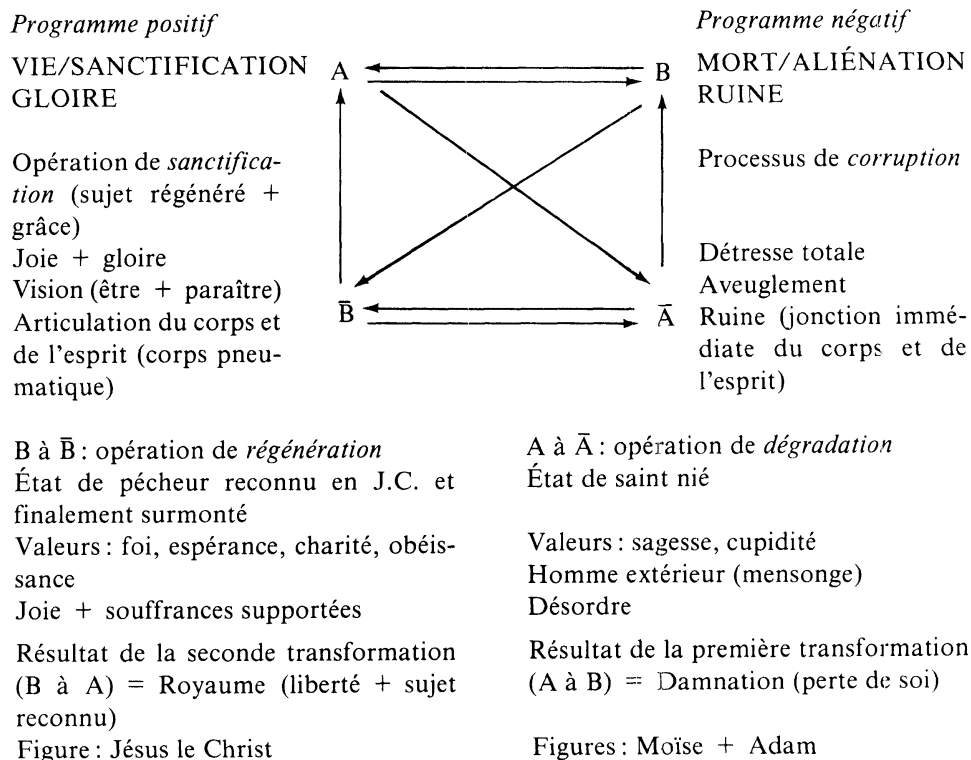 Programme positif
VIE/SANCTIFICATION
GLOIRE
Opération de sanctifica-
tion (sujet régénéré +
grâce)
Joie + gloire
Vision (être + paraître)
Articulation du corps et
de l'esprit (corps pneu-
matique)
A
B
B̄
Ā
Programme négatif
MORT/ALIÉNATION
RUINE
Processus de corruption
Détresse totale
Aveuglement
Ruine (jonction immé-
diate du corps et de
l'esprit)
B à B̄ : opération de régénération
État de pécheur reconnu en J.C. et
finalement surmonté
Valeurs : foi, espérance, charité, obéis-
sance
Joie + souffrances supportées
Résultat de la seconde transformation
(B à A) = Royaume (liberté + sujet
reconnu)
Figure : Jésus le Christ
A à Ā : opération de dégradation
État de saint nié
Valeurs : sagesse, cupidité
Homme extérieur (mensonge)
Désordre
Résultat de la première transformation
(A à B) = Damnation (perte de soi)
Figures : Moïse + Adam